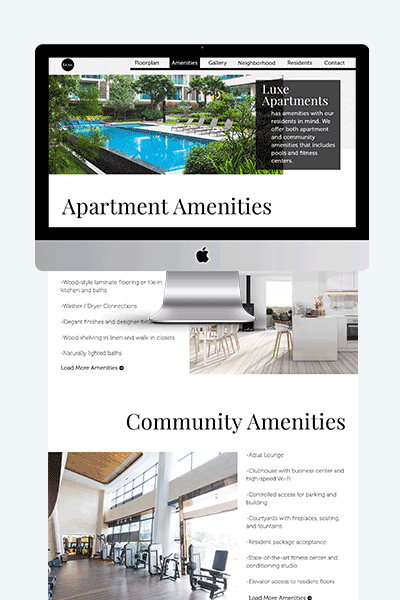 Floorplan
Amenities
Gallery
Neighborhood
Residents
Contact
Luxe
Apartments
has amenities with our
residents in mind. We
offer both apartment
and community
amenities that includes
pools and fitness
centers.
Apartment Amenities
-Wood-style laminate flooring or tile in
kitchen and baths
-Washer / Dryer Connections
-Elegant finishes and designer
-Wood shelving in linen and walk-in closets
-Naturally lighted baths
Load More Amenities
Community Amenities
-Aqua Lounge
-Clubhouse with business center and
high-speed Wi-Fi
-Controlled access for parking and
building
-Courtyards with fireplaces, seating,
and fountains
-Resident package acceptance
-State-of-the-art fitness center and
conditioning studio
-Elevator access to resident floors
Load More Amenities